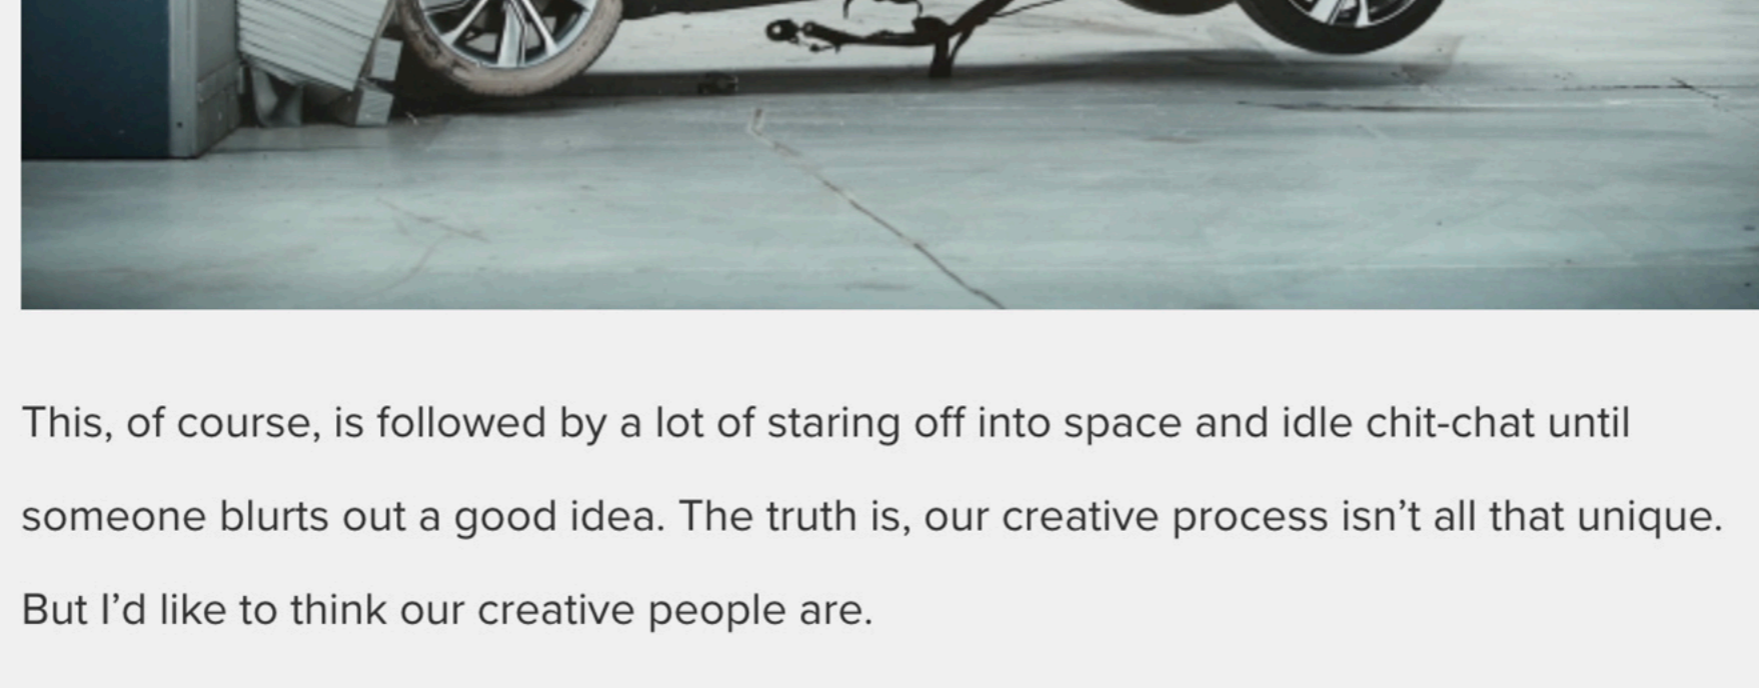 This, of course, is followed by a lot of staring off into space and idle chit-chat until
someone blurts out a good idea. The truth is, our creative process isn’t all that unique.
But I’d like to think our creative people are.